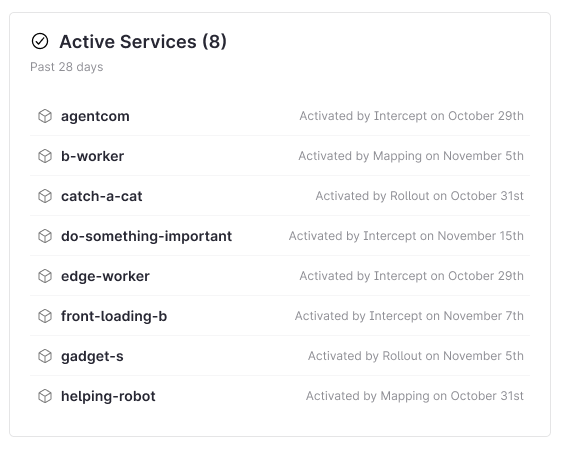 Active Services (8)
Past 28 days
agentcom Activated by Intercept on October 29th
b-worker Activated by Mapping on November 5th
catch-a-cat Activated by Rollout on October 31st
do-something-important Activated by Intercept on November 15th
edge-worker Activated by Intercept on October 29th
front-loading-b Activated by Intercept on November 7th
gadget-s Activated by Rollout on November 5th
helping-robot Activated by Mapping on October 31st